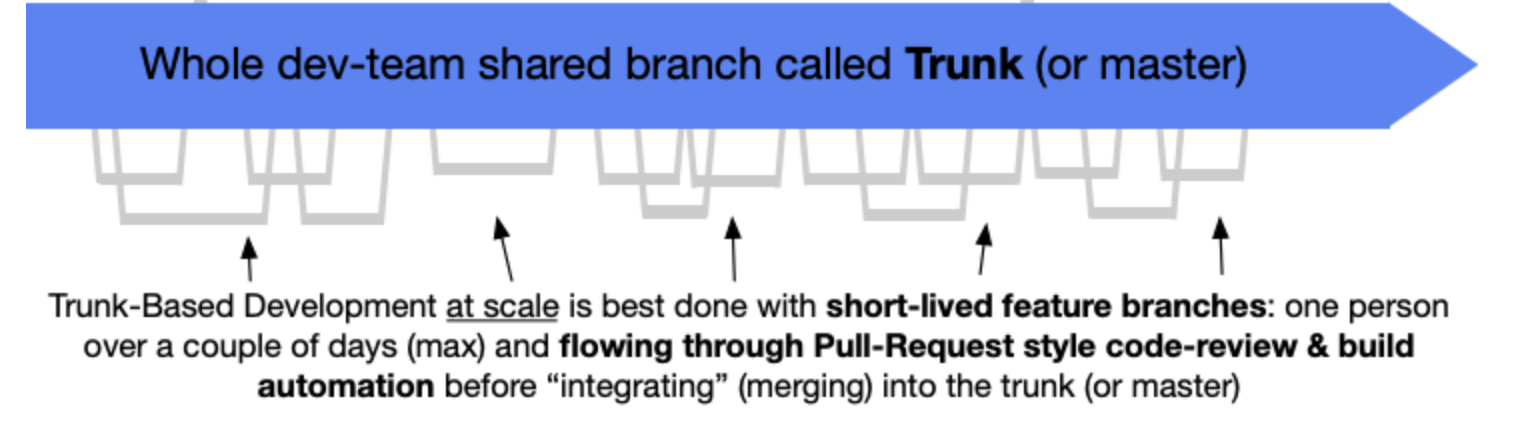 Whole dev-team shared branch called Trunk (or master)
Trunk-Based Development at scale is best done with short-lived feature branches: one person
over a couple of days (max) and flowing through Pull-Request style code-review & build
automation before “integrating” (merging) into the trunk (or master)